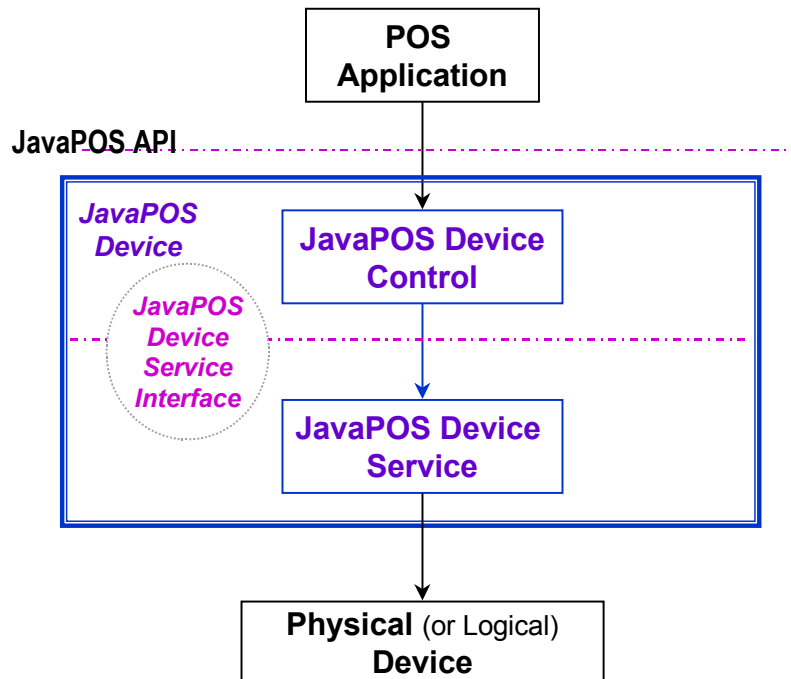 POS
Application
JavaPOS API
JavaPOS
Device
JavaPOS Device
Control
JavaPOS
Device
Service
Interface
JavaPOS Device
Service
Physical (or Logical)
Device